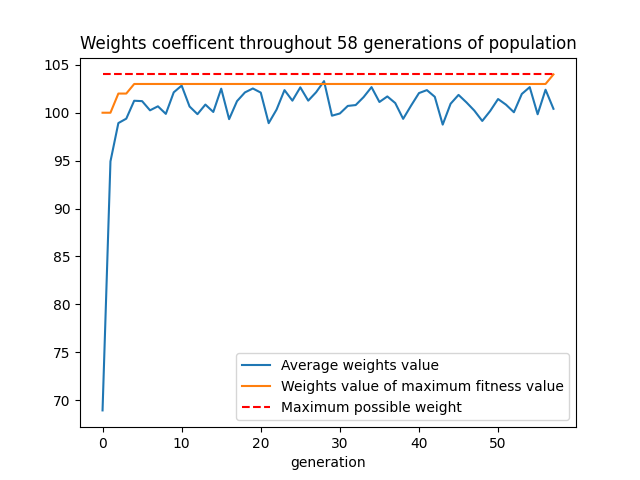 Weights coefficent throughout 58 generations of population
105
100
95
90
85
80
75
70
0 10 20 30 40 50
generation
Average weights value
Weights value of maximum fitness value
Maximum possible weight